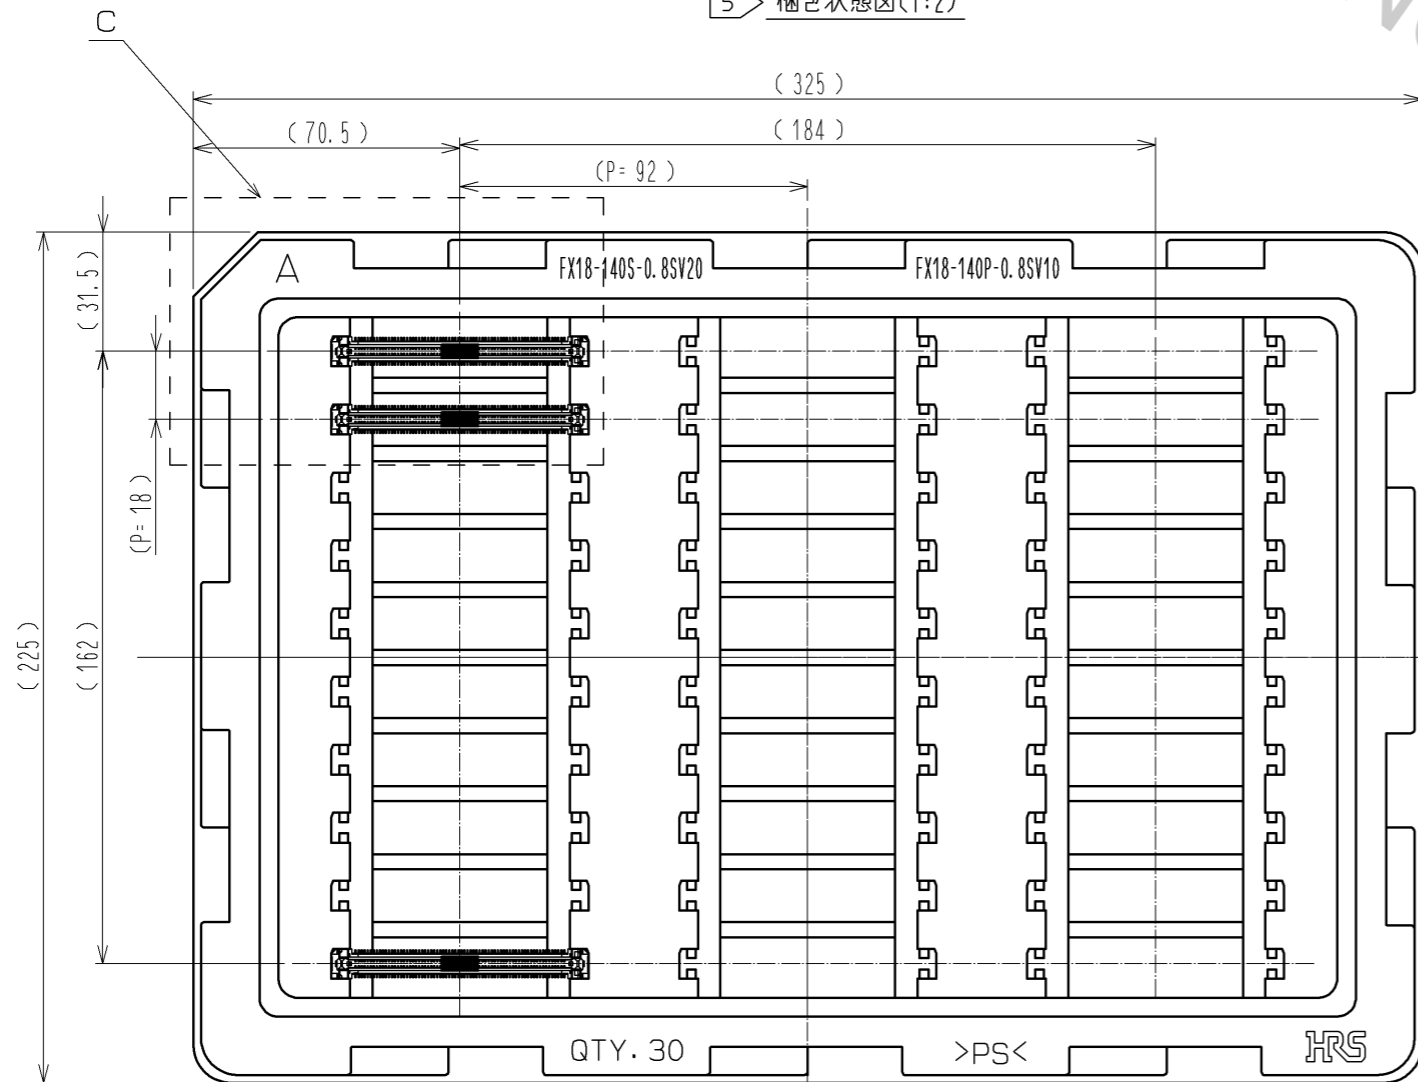 5 梱包状態図(1:2)
C
( 325 )
( 70.5 )
( 184 )
(P= 92 )
( 31.5 )
A
FX18-140S-0.8SV20
FX18-140P-0.8SV10
(P= 18 )
( 225 )
( 162 )
QTY. 30
>PS<
HRS